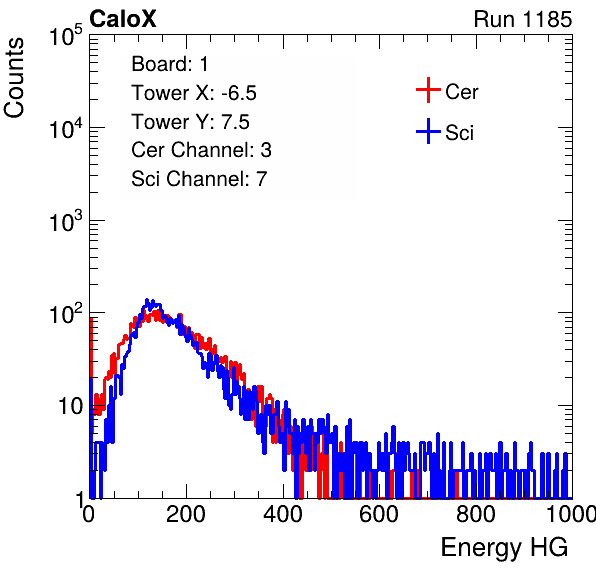 CaloX Run 1185
Counts
10^5
10^4
10^3
10^2
10
1
Board: 1
Tower X: -6.5
Tower Y: 7.5
Cer Channel: 3
Sci Channel: 7
Cer
Sci
0 200 400 600 800 1000
Energy HG